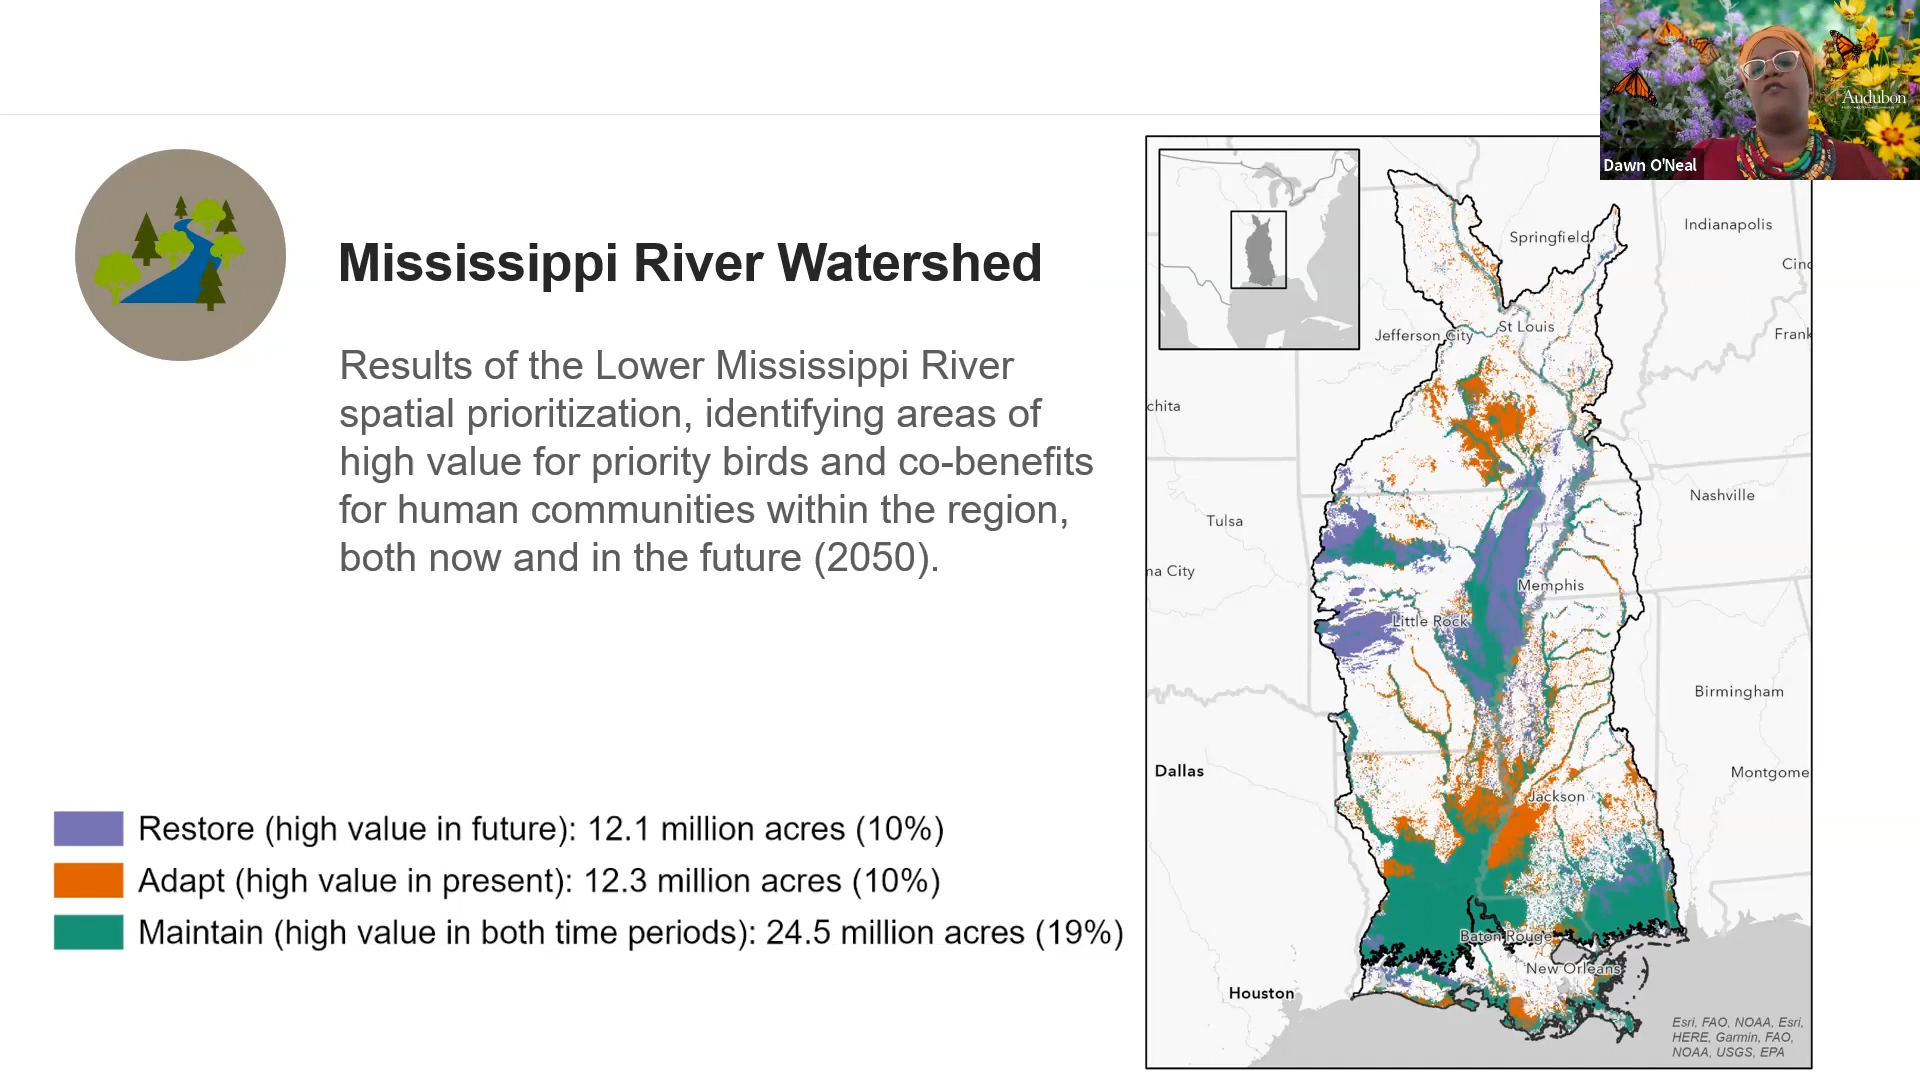 Audubon
Dawn O'Neal
Mississippi River Watershed
Results of the Lower Mississippi River
spatial prioritization, identifying areas of
high value for priority birds and co-benefits
for human communities within the region,
both now and in the future (2050).
Restore (high value in future): 12.1 million acres (10%)
Adapt (high value in present): 12.3 million acres (10%)
Maintain (high value in both time periods): 24.5 million acres (19%)
Springfield
Indianapolis
Cinc
Jefferson City
St Louis
Frank
chita
Nashville
Tulsa
na City
Memphis
Little Rock
Birmingham
Dallas
Montgome
Jackson
Baton Rouge
New Orleans
Houston
Esri, FAO, NOAA, Esri,
HERE, Garmin, FAO,
NOAA, USGS, EPA